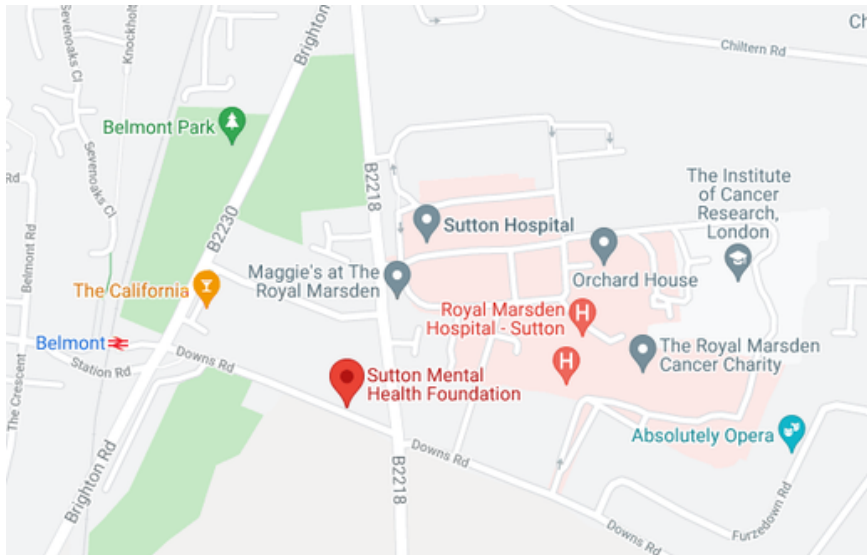 Sevenoaks Cl
Knockholt
Brighton
Ch
Chiltern Rd
Belmont Park
Sevenoaks Cl
B2218
Rd
Belmont Rd
B2230
Sutton Hospital
The Institute
of Cancer
Research,
London
Maggie's at The
Royal Marsden
Orchard House
The California
Royal Marsden
Hospital - Sutton
H
Belmont
Downs Rd
Station Rd
The Crescent
Sutton Mental
Health Foundation
H
The Royal Marsden
Cancer Charity
Absolutely Opera
Brighton Rd
B2218
Downs Rd
Downs Rd
Furzedown Rd